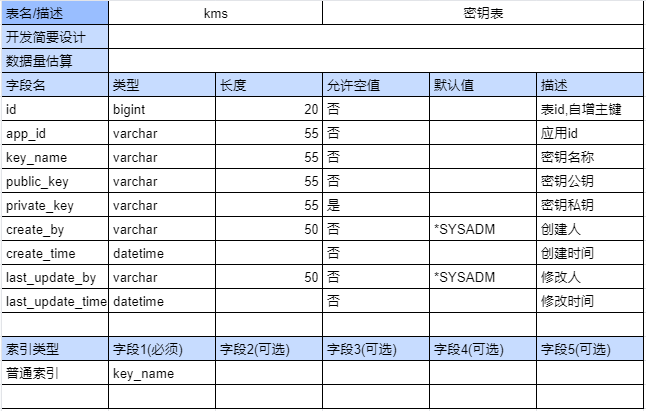 表名/描述 kms 密钥表
开发简要设计
数据量估算
字段名 类型 长度 允许空值 默认值 描述
id bigint 20 否 表id,自增主键
app_id varchar 55 否 应用id
key_name varchar 55 否 密钥名称
public_key varchar 55 否 密钥公钥
private_key varchar 55 是 密钥私钥
create_by varchar 50 否 *SYSADM 创建人
create_time datetime 否 创建时间
last_update_by varchar 50 否 *SYSADM 修改人
last_update_time datetime 否 修改时间
索引类型 字段1(必须) 字段2(可选) 字段3(可选) 字段4(可选) 字段5(可选)
普通索引 key_name